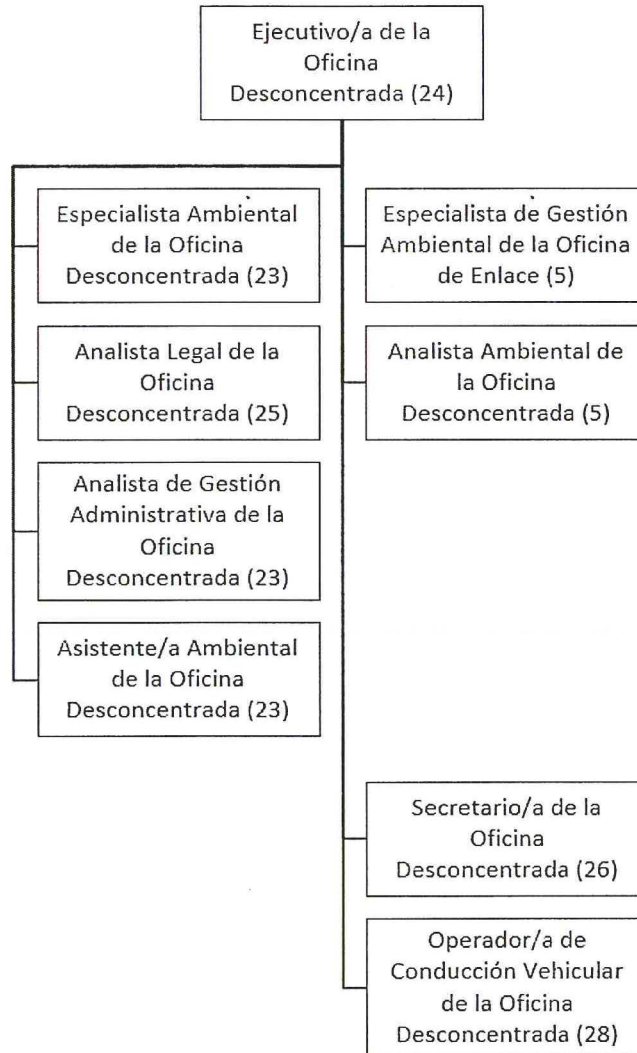 Ejecutivo/a de la
Oficina
Desconcentrada (24)
Especialista Ambiental
de la Oficina
Desconcentrada (23)
Especialista de Gestión
Ambiental de la Oficina
de Enlace (5)
Analista Legal de la
Oficina
Desconcentrada (25)
Analista Ambiental de
la Oficina
Desconcentrada (5)
Analista de Gestión
Administrativa de la
Oficina
Desconcentrada (23)
Asistente/a Ambiental
de la Oficina
Desconcentrada (23)
Secretario/a de la
Oficina
Desconcentrada (26)
Operador/a de
Conducción Vehicular
de la Oficina
Desconcentrada (28)